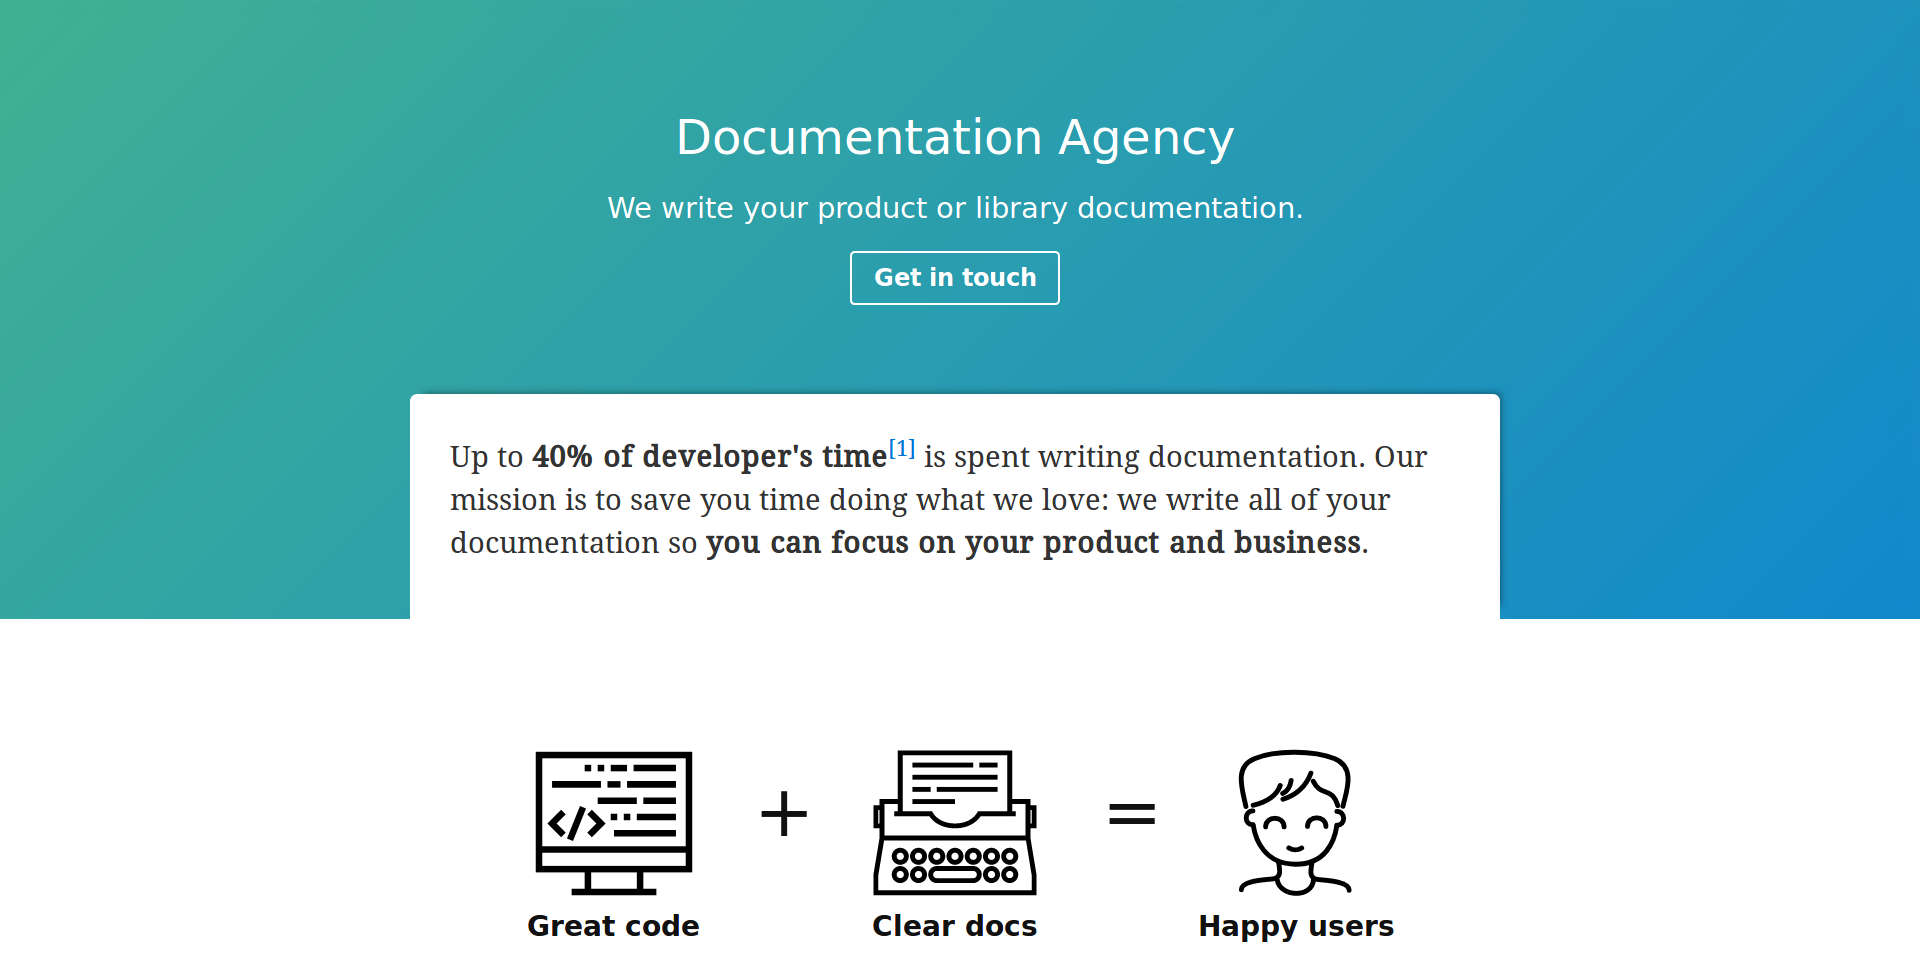 Documentation Agency
We write your product or library documentation.
Get in touch
Up to 40% of developer's time[1] is spent writing documentation. Our
mission is to save you time doing what we love: we write all of your
documentation so you can focus on your product and business.
+ =
Great code Clear docs Happy users